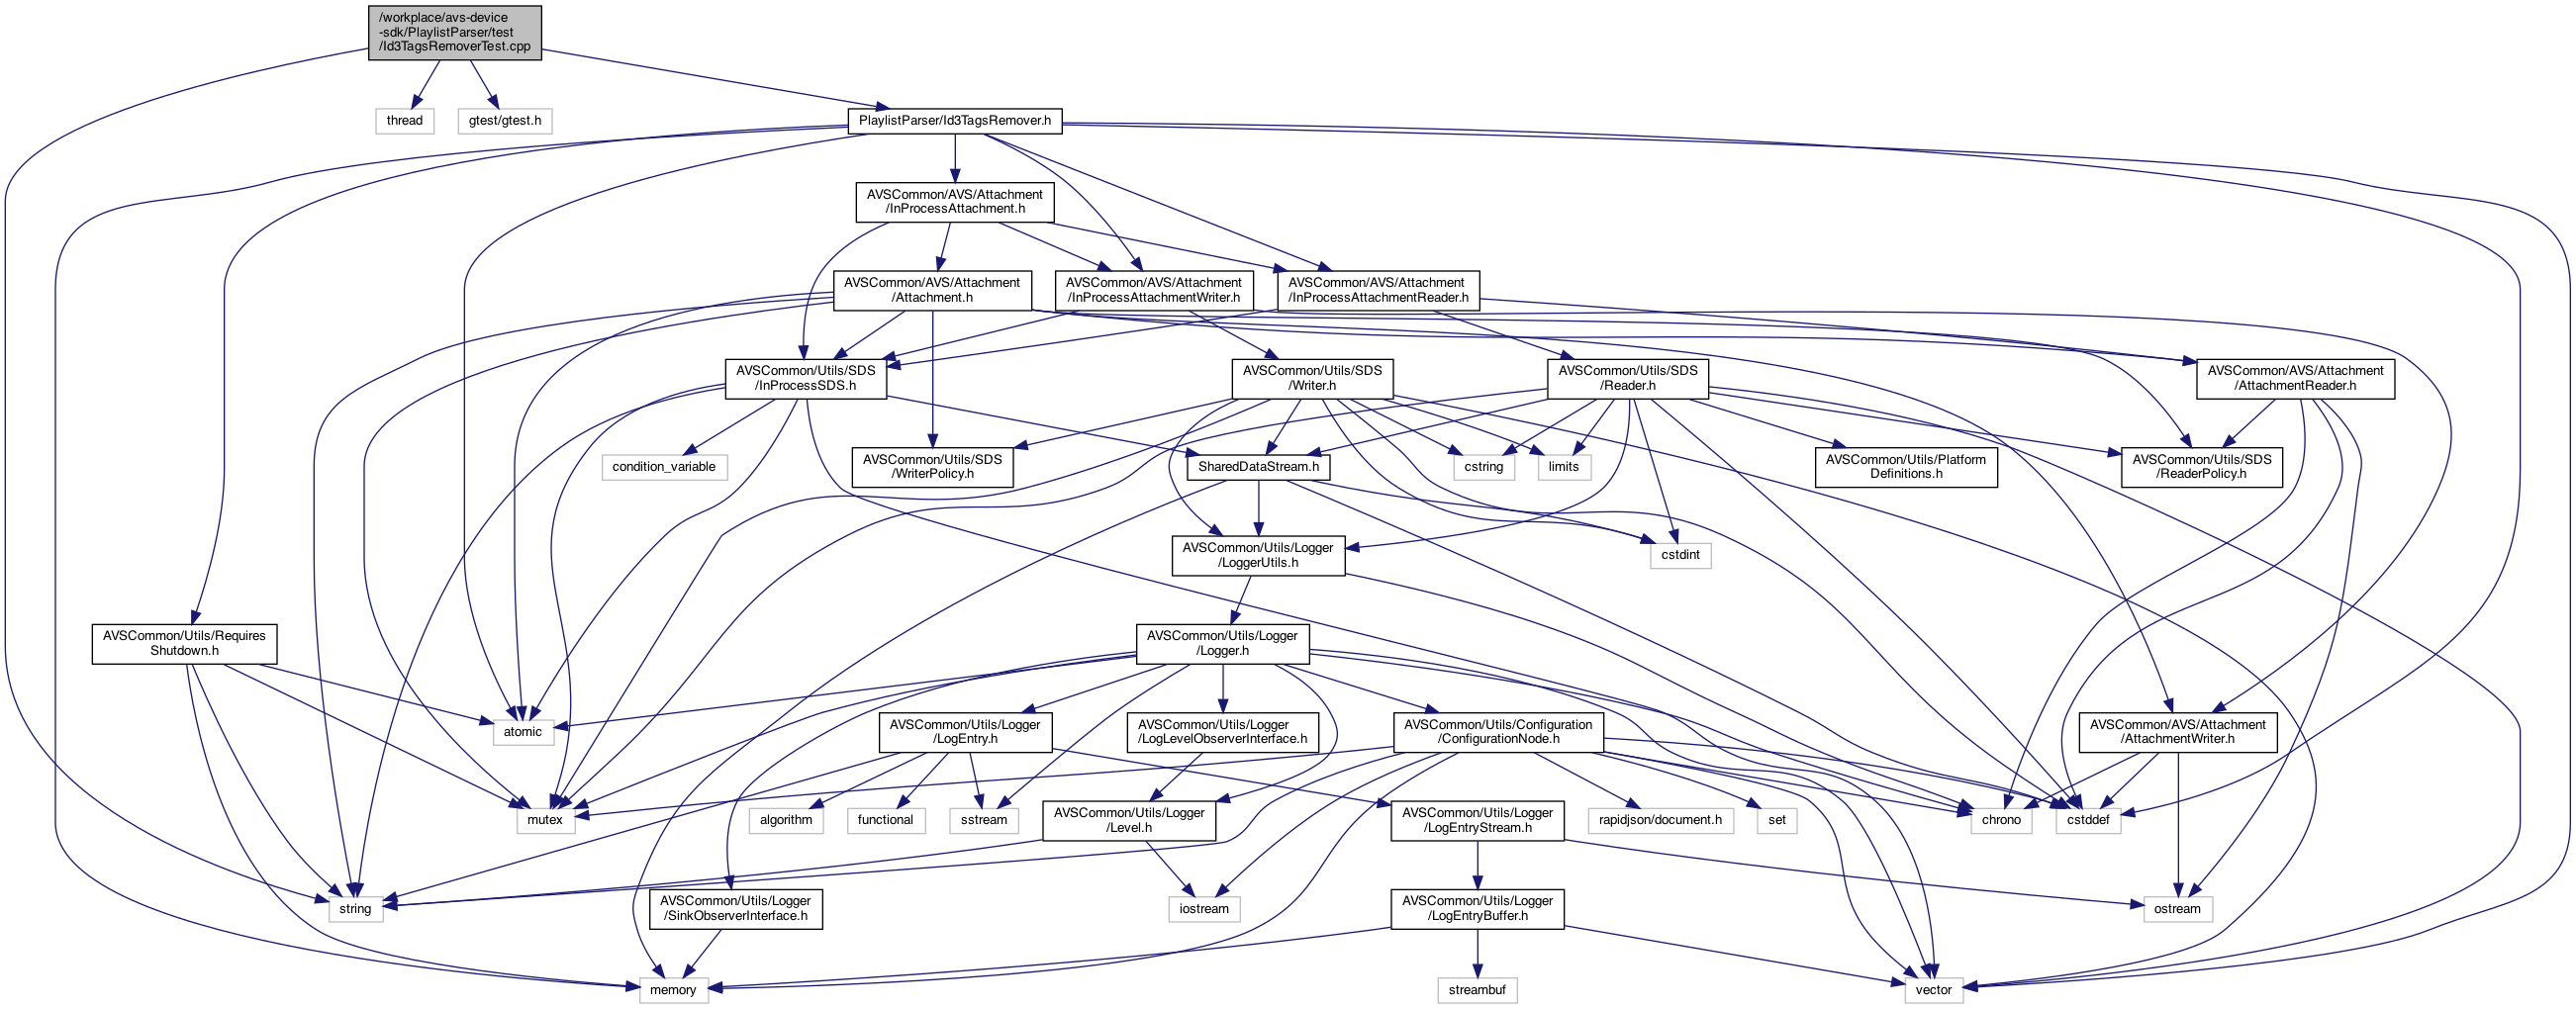 /workplace/avs-device
-sdk/PlaylistParser/test
/Id3TagsRemoverTest.cpp
thread
gtest/gtest.h
PlaylistParser/Id3TagsRemover.h
AVSCommon/AVS/Attachment
/InProcessAttachment.h
AVSCommon/AVS/Attachment
/Attachment.h
AVSCommon/AVS/Attachment
/InProcessAttachmentWriter.h
AVSCommon/AVS/Attachment
/InProcessAttachmentReader.h
AVSCommon/Utils/SDS
/InProcessSDS.h
AVSCommon/Utils/SDS
/Writer.h
AVSCommon/Utils/SDS
/Reader.h
AVSCommon/AVS/Attachment
/AttachmentReader.h
condition_variable
AVSCommon/Utils/SDS
/WriterPolicy.h
SharedDataStream.h
cstring
limits
AVSCommon/Utils/Platform
Definitions.h
AVSCommon/Utils/SDS
/ReaderPolicy.h
AVSCommon/Utils/Logger
/LoggerUtils.h
cstdint
AVSCommon/Utils/Requires
Shutdown.h
AVSCommon/Utils/Logger
/Logger.h
atomic
AVSCommon/Utils/Logger
/LogEntry.h
AVSCommon/Utils/Logger
/LogLevelObserverInterface.h
AVSCommon/Utils/Configuration
/ConfigurationNode.h
AVSCommon/AVS/Attachment
/AttachmentWriter.h
mutex
algorithm
functional
sstream
AVSCommon/Utils/Logger
/Level.h
AVSCommon/Utils/Logger
/LogEntryStream.h
rapidjson/document.h
set
chrono
cstddef
string
AVSCommon/Utils/Logger
/SinkObserverInterface.h
iostream
AVSCommon/Utils/Logger
/LogEntryBuffer.h
ostream
memory
streambuf
vector